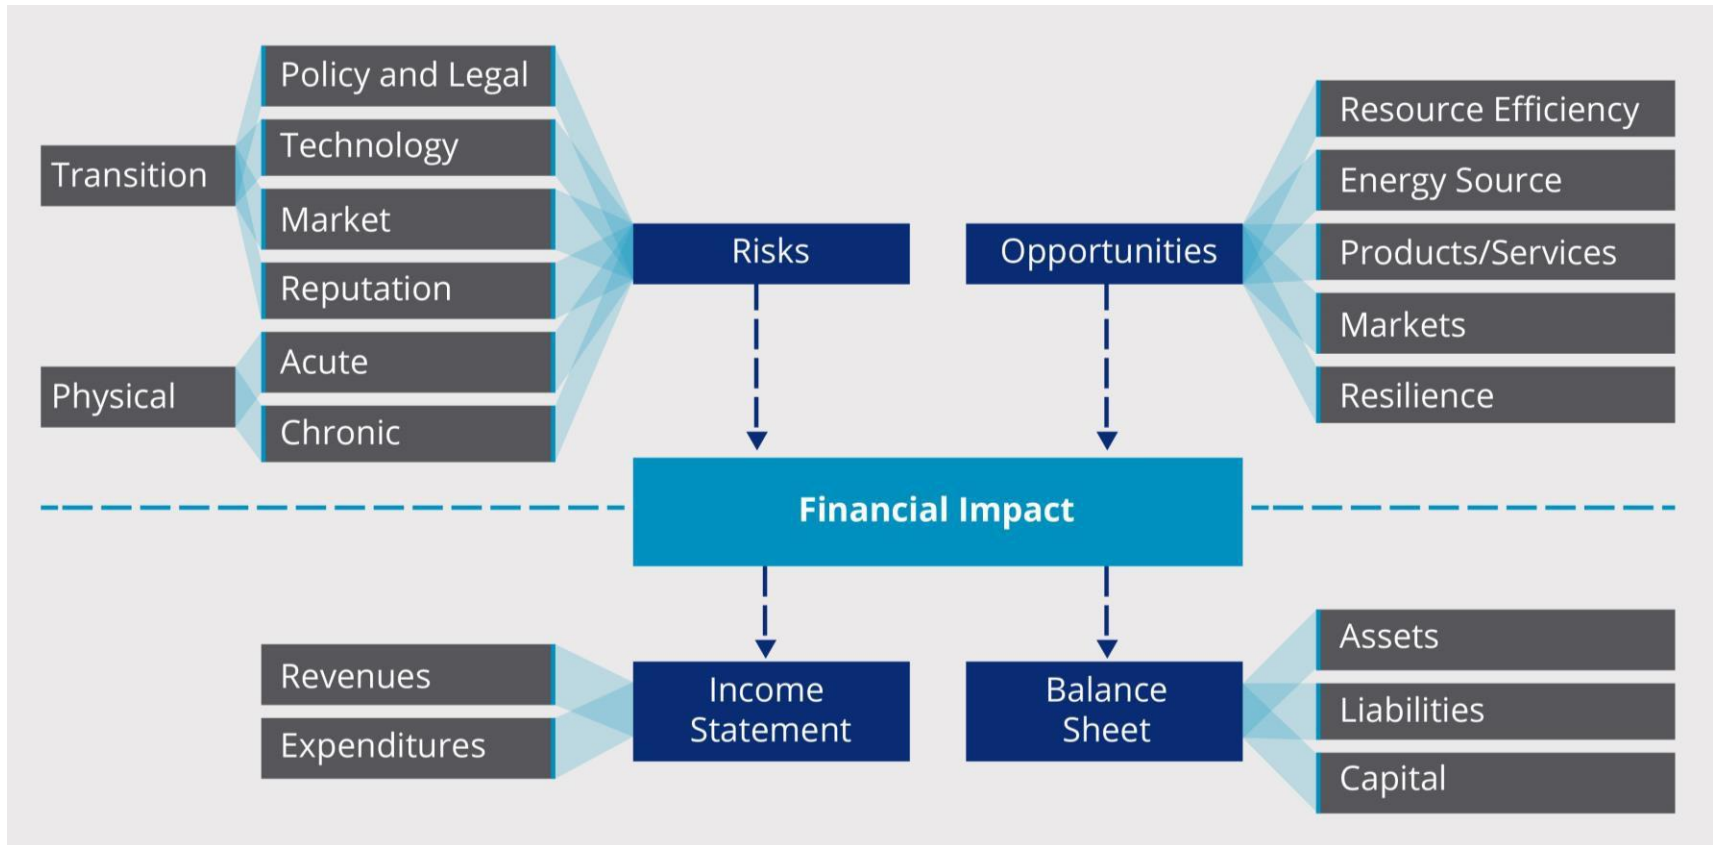 Transition
Physical
Policy and Legal
Technology
Market
Reputation
Acute
Chronic
Risks
Opportunities
Resource Efficiency
Energy Source
Products/Services
Markets
Resilience
Financial Impact
Revenues
Expenditures
Income
Statement
Balance
Sheet
Assets
Liabilities
Capital